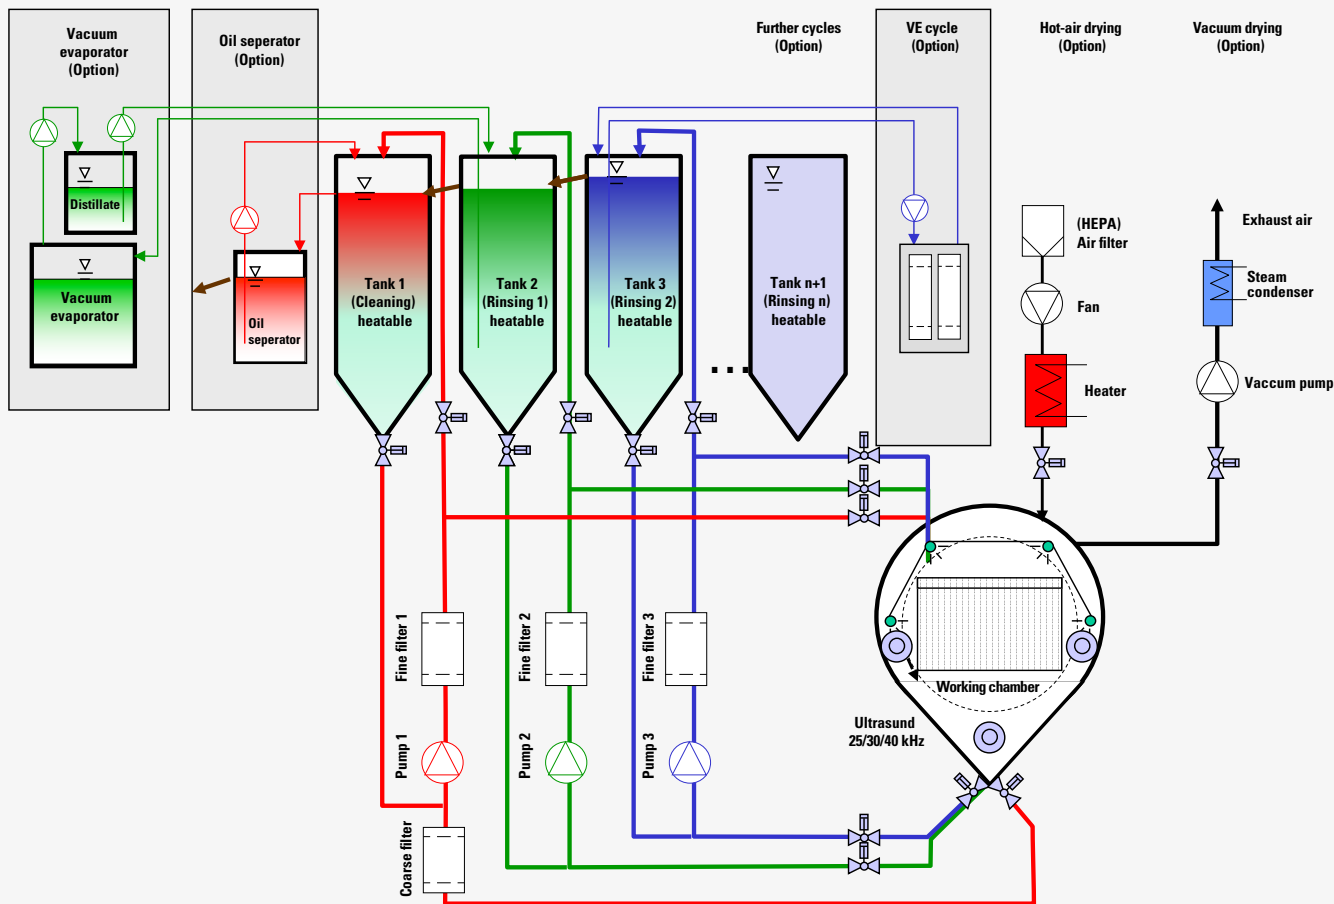 Vacuum
evaporator
(Option)
Oil seperator
(Option)
Further cycles
(Option)
VE cycle
(Option)
Hot-air drying
(Option)
Vacuum drying
(Option)
Distillate
Vacuum
evaporator
Oil
seperator
Tank 1
(Cleaning)
heatable
Tank 2
(Rinsing 1)
heatable
Tank 3
(Rinsing 2)
heatable
Tank n+1
(Rinsing n)
heatable
...
(HEPA)
Air filter
Fan
Heater
Exhaust air
Steam
condenser
Vaccum pump
Fine filter 1
Fine filter 2
Fine filter 3
Pump 1
Pump 2
Pump 3
Coarse filter
Working chamber
Ultrasund
25/30/40 kHz